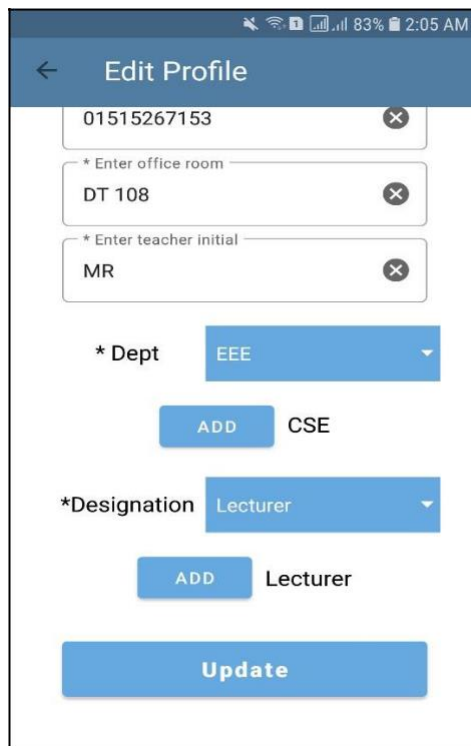 83% 2:05 AM
Edit Profile
01515267153
* Enter office room
DT 108
* Enter teacher initial
MR
* Dept EEE
ADD CSE
*Designation Lecturer
ADD Lecturer
Update